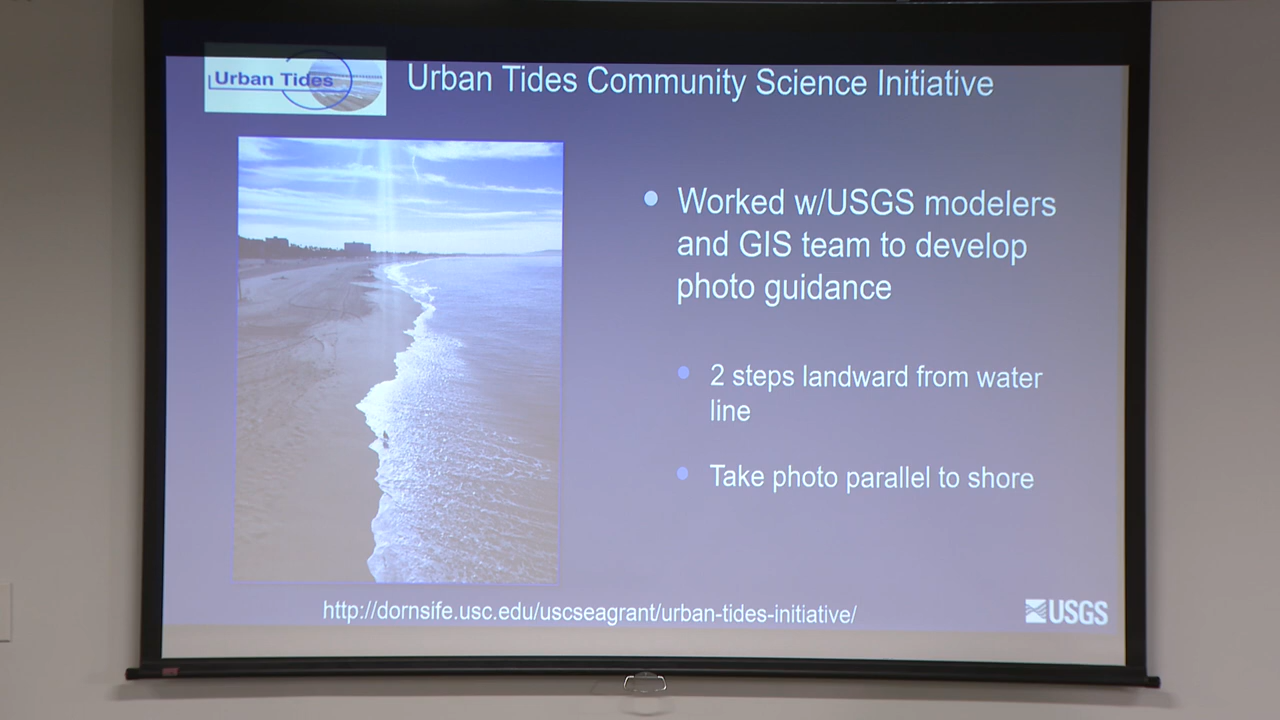 Urban Tides
Urban Tides Community Science Initiative
Worked w/USGS modelers
and GIS team to develop
photo guidance
2 steps landward from water
line
Take photo parallel to shore
http://dornsife.usc.edu/uscseagrant/urban-tides-initiative/
USGS